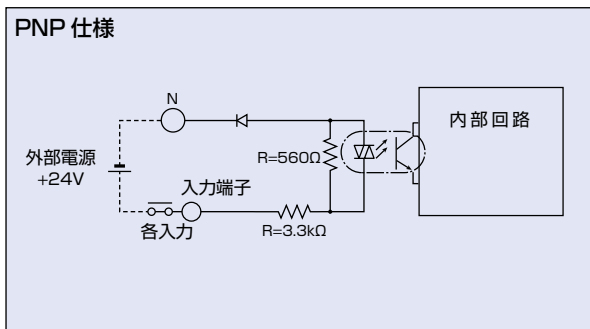 PNP 仕様
N
内部回路
外部電源
+24V
R=560Ω
入力端子
各入力
R=3.3kΩ